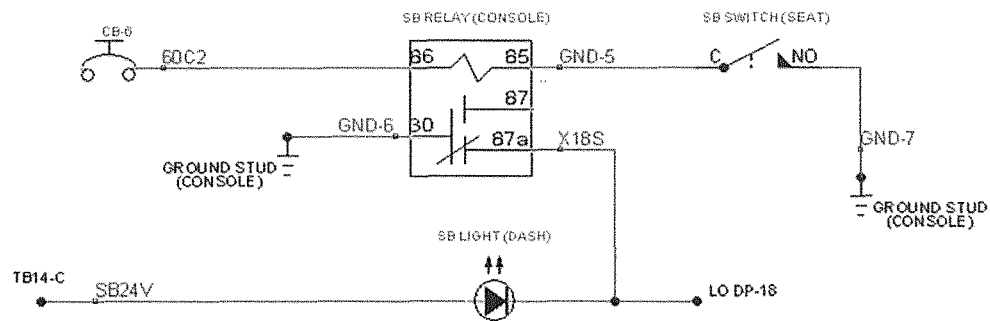 SB RELAY (CONSOLE)
SB SWITCH (SEAT)
CB-6
60C2
86
85
GND-5
C
NO
87
GND-6
30
87a
X18S
GND-7
GROUND STUD
(CONSOLE)
GROUND STUD
(CONSOLE)
SB LIGHT (DASH)
TB14-C
SB24V
LO DP-18